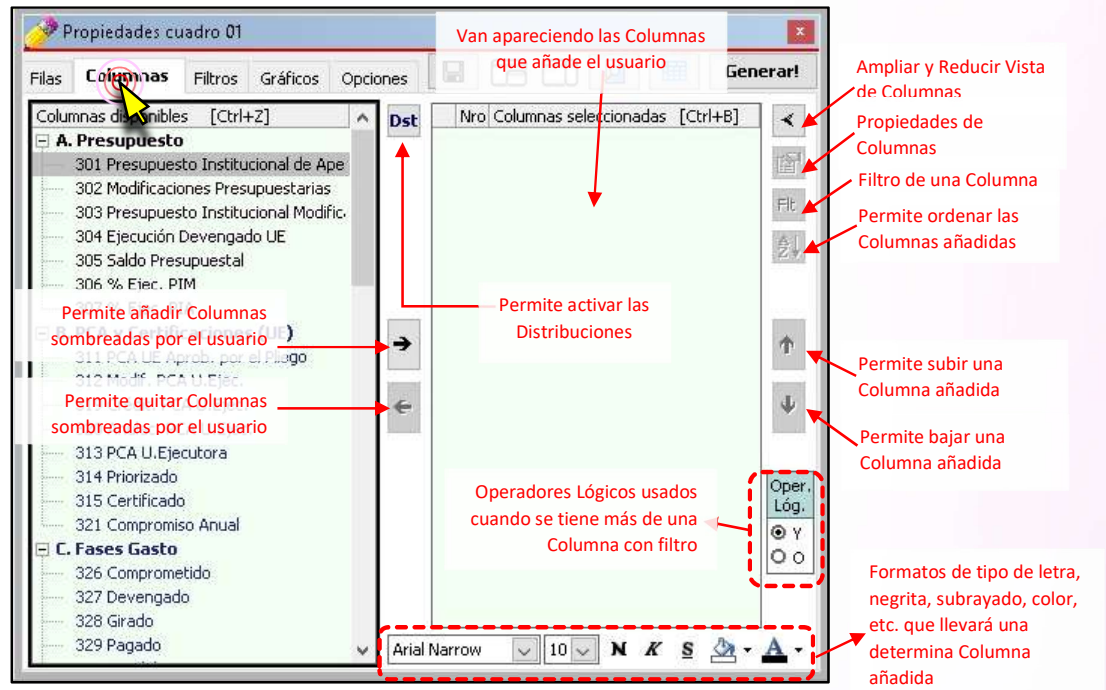 Propiedades cuadro 01
x
Filas Columnas Filtros Gráficos Opciones Generar!
Columnas disponibles [Ctrl+Z]
A. Presupuesto
301 Presupuesto Institucional de Ape
302 Modificaciones Presupuestarias
303 Presupuesto Institucional Modific
304 Ejecución Devengado UE
305 Saldo Presupuestal
306 % Ejec. PIM
307 % Ejec. PIA
B. PCA y Certificaciones (UE)
311 PCA UE Aprob. por el Pliego
312 Modif. PCA U.Ejec.
313 PCA U.Ejecutora
314 Priorizado
315 Certificado
321 Compromiso Anual
C. Fases Gasto
326 Comprometido
327 Devengado
328 Girado
329 Pagado
Dst
Nro Columnas seleccionadas [Ctrl+B]
Flt
A
Z
Oper.
Lóg.
Y
O
Arial Narrow 10 N K S A
Van apareciendo las Columnas
que añade el usuario
Permite activar las
Distribuciones
Permite añadir Columnas
sombreadas por el usuario
Permite quitar Columnas
sombreadas por el usuario
Operadores Lógicos usados
cuando se tiene más de una
Columna con filtro
Ampliar y Reducir Vista
de Columnas
Propiedades de
Columnas
Filtro de una Columna
Permite ordenar las
Columnas añadidas
Permite subir una
Columna añadida
Permite bajar una
Columna añadida
Formatos de tipo de letra,
negrita, subrayado, color,
etc. que llevará una
determina Columna
añadida